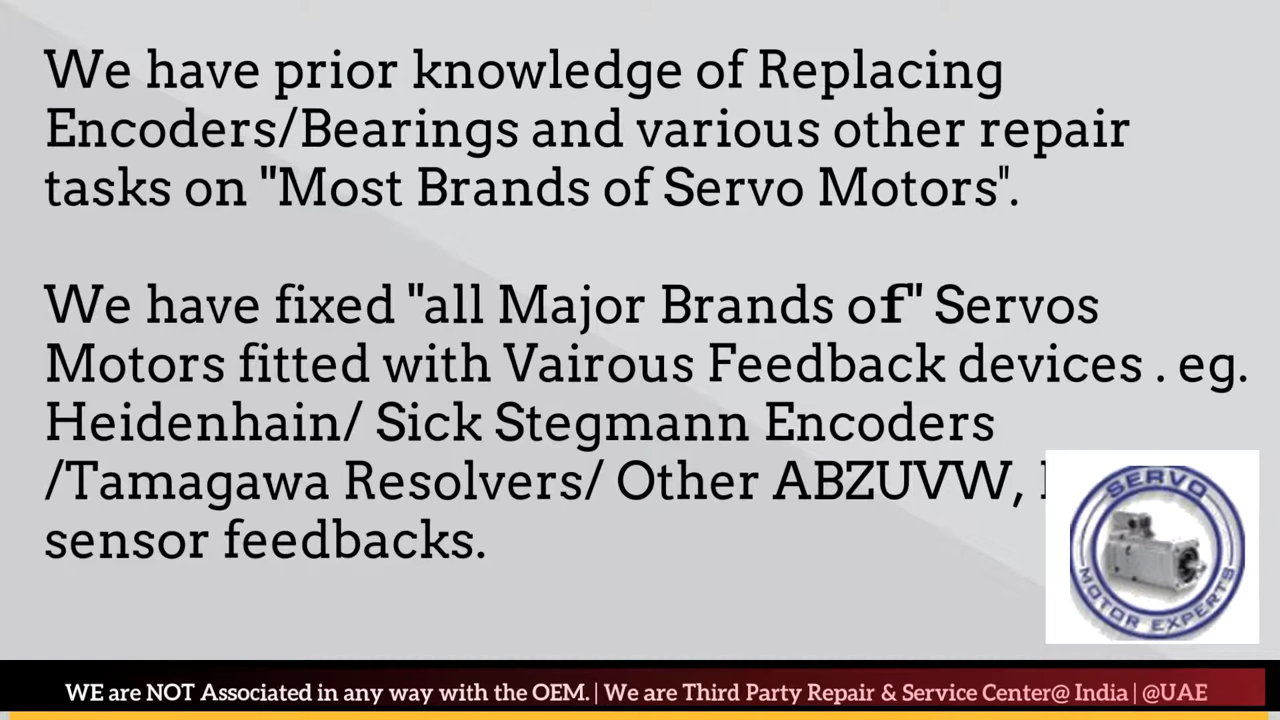 We have prior knowledge of Replacing
Encoders/Bearings and various other repair
tasks on "Most Brands of Servo Motors".
We have fixed "all Major Brands of" Servos
Motors fitted with Vairous Feedback devices . eg.
Heidenhain/ Sick Stegmann Encoders
/Tamagawa Resolvers/ Other ABZUVW,
sensor feedbacks.
SERVO
MOTOR EXPERTS
WE are NOT Associated in any way with the OEM. | We are Third Party Repair & Service Center@ India | @UAE